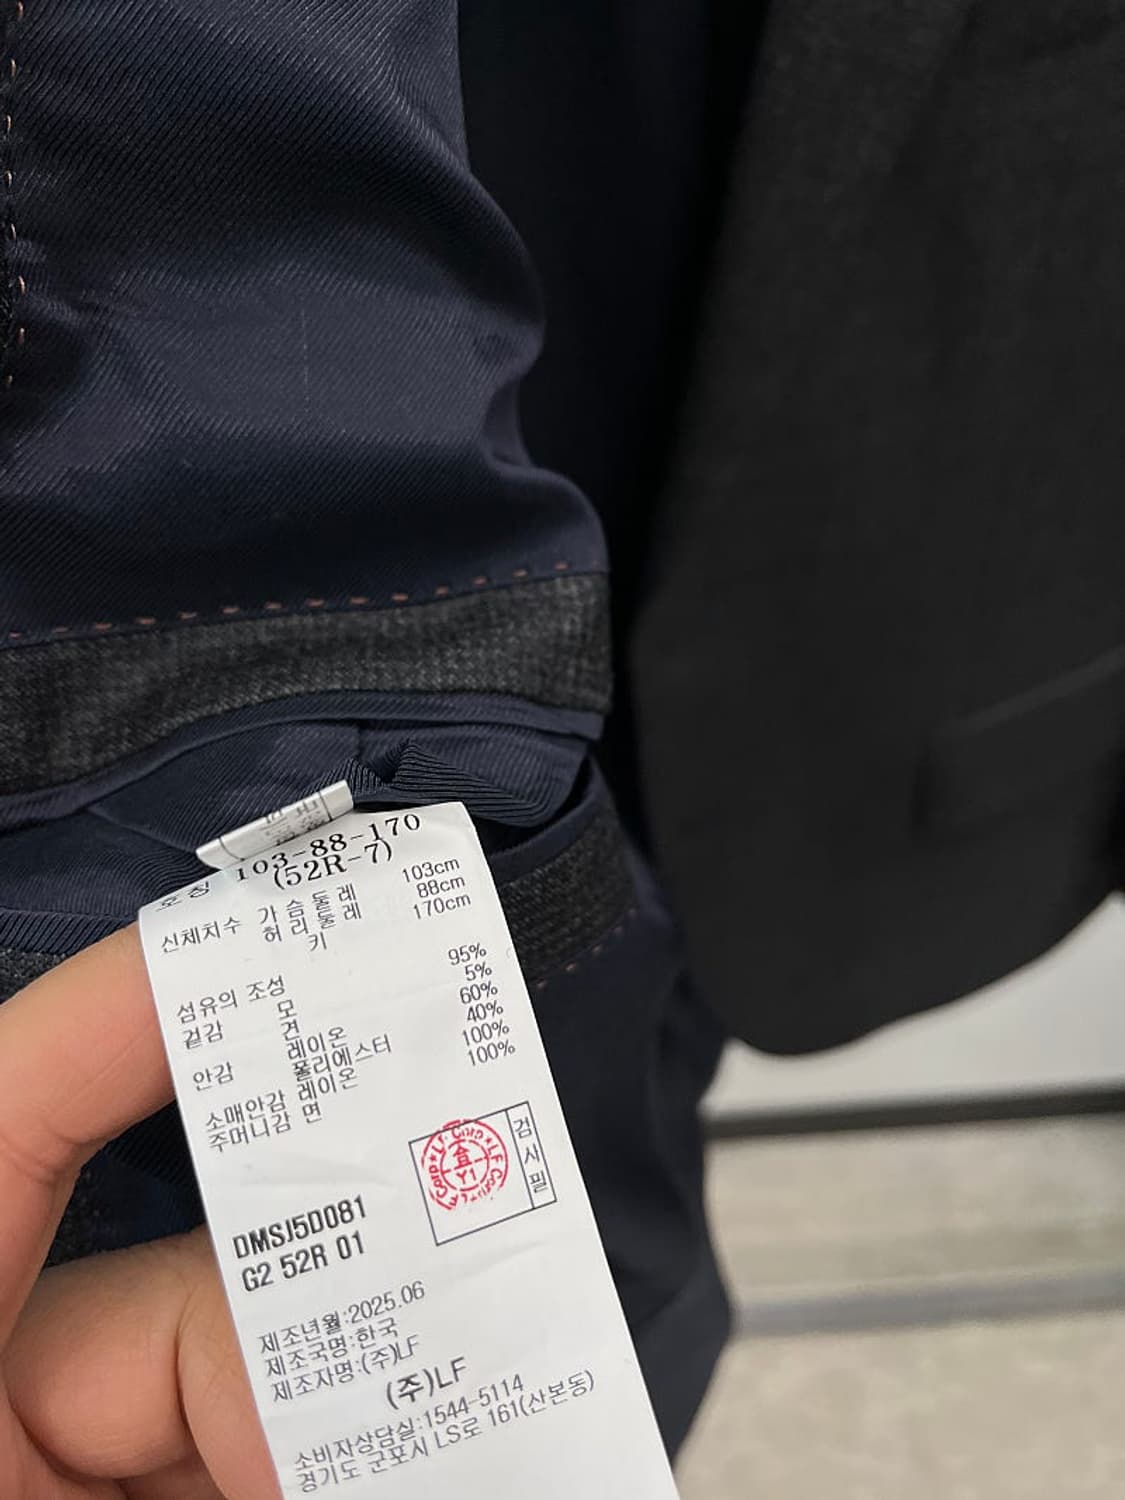 호칭 103-88-170
(52R-7)
신체치수 가슴둘레 103cm
허리둘레 88cm
키 170cm
섬유의 조성
겉감 모 95%
견 5%
안감 레이온 60%
폴리에스터 40%
소매안감 레이온 100%
주머니감 면 100%
검사필
LF Corp
Y1
DMSJ5D081
G2 52R 01
제조년월:2025.06
제조국명:한국
제조자명:(주)LF
(주)LF
소비자상담실:1544-5114
경기도 군포시 LS로 161(산본동)